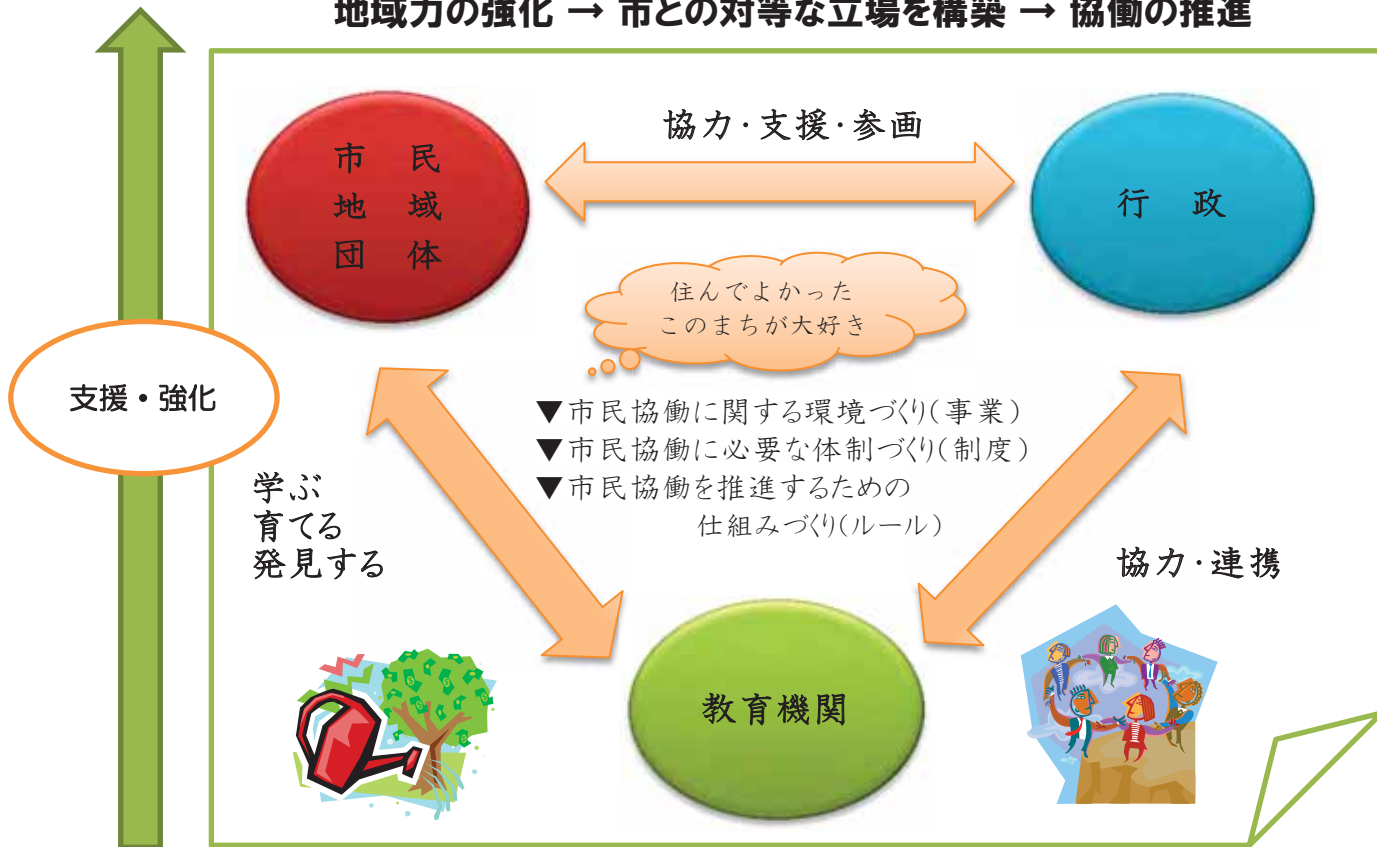 地域力の強化 → 市との対等な立場を構築 → 協働の推進
協力・支援・参画
市 民
地 域
団 体
行 政
住んでよかった
このまちが大好き
支援・強化
▼市民協働に関する環境づくり(事業)
▼市民協働に必要な体制づくり(制度)
▼市民協働を推進するための
仕組みづくり(ルール)
学ぶ
育てる
発見する
協力・連携
教育機関